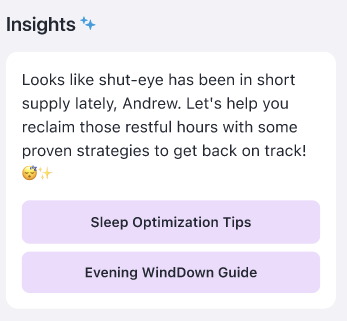 Insights
Looks like shut-eye has been in short
supply lately, Andrew. Let's help you
reclaim those restful hours with some
proven strategies to get back on track!
😴✨
Sleep Optimization Tips
Evening WindDown Guide